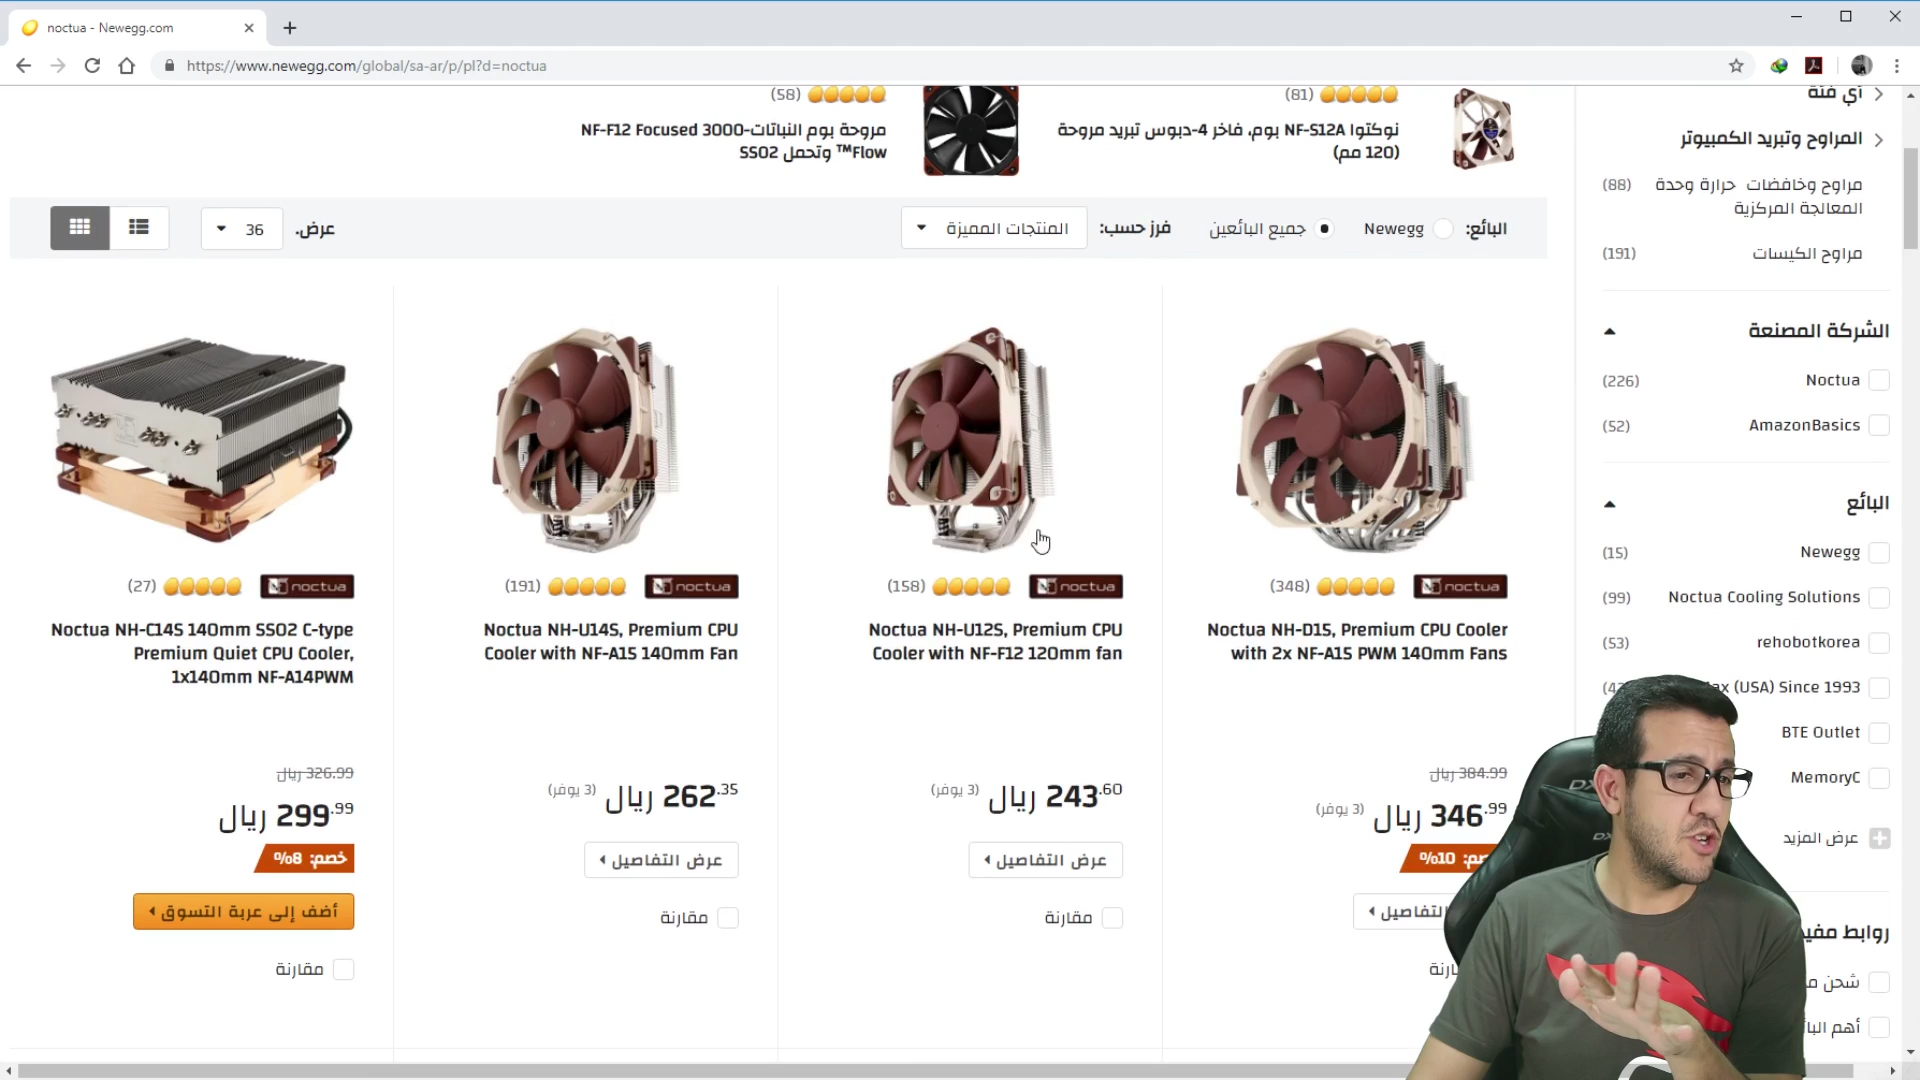 noctua - Newegg.com
https://www.newegg.com/global/sa-ar/p/pl?d=noctua
(81)
نوكتوا NF-S12A بوم، فاخر 4-دبوس تبريد مروحة
(120 مم)
(58)
مروحة بوم النباتات-NF-F12 Focused 3000
Flow™ وتحمل SSO2
أي فئة
المراوح وتبريد الكمبيوتر
مراوح وخافضات حرارة وحدة (88)
المعالجة المركزية
مراوح الكيسات (191)
البائع: Newegg جميع البائعين
فرز حسب: المنتجات المميزة
عرض. 36
الشركة المصنعة
Noctua (226)
AmazonBasics (52)
البائع
Newegg (15)
Noctua Cooling Solutions (99)
rehobotkorea (53)
(USA) Since 1993
BTE Outlet
MemoryC
عرض المزيد
noctua (348)
Noctua NH-D15, Premium CPU Cooler
with 2x NF-A15 PWM 140mm Fans
384.99 ريال
346.99 ريال (3 يوفر)
10%
noctua (158)
Noctua NH-U12S, Premium CPU
Cooler with NF-F12 120mm fan
243.60 ريال (3 يوفر)
عرض التفاصيل
مقارنة
noctua (191)
Noctua NH-U14S, Premium CPU
Cooler with NF-A15 140mm Fan
262.35 ريال (3 يوفر)
عرض التفاصيل
مقارنة
noctua (27)
Noctua NH-C14S 140mm SSO2 C-type
Premium Quiet CPU Cooler,
1x140mm NF-A14PWM
326.99 ريال
299.99 ريال
خصم: 8%
أضف إلى عربة التسوق
مقارنة
شحن
أهم